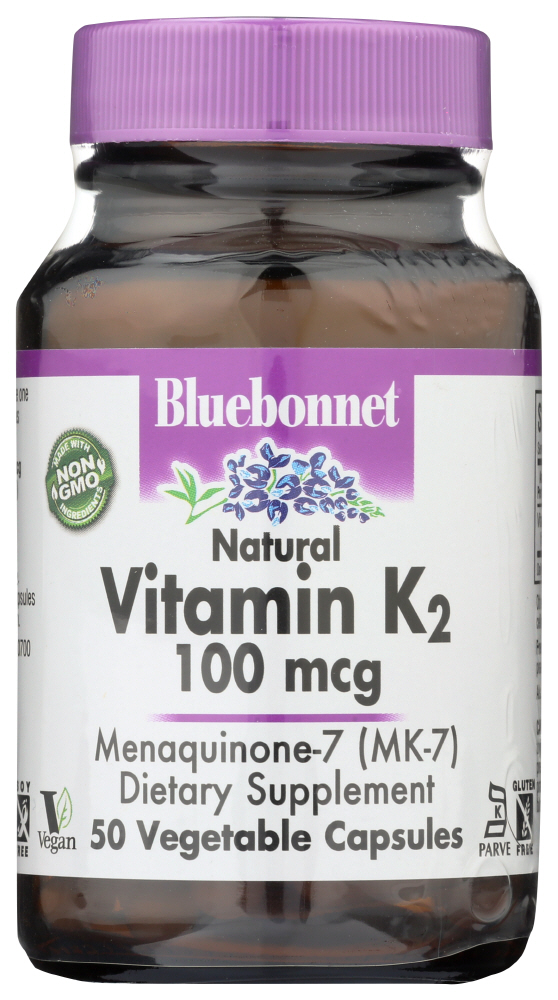 Bluebonnet
MADE WITH
NON
GMO
INGREDIENTS
Natural
Vitamin K2
100 mcg
Menaquinone-7 (MK-7)
Dietary Supplement
50 Vegetable Capsules
Vegan
K
PARVE
GLUTEN
FREE